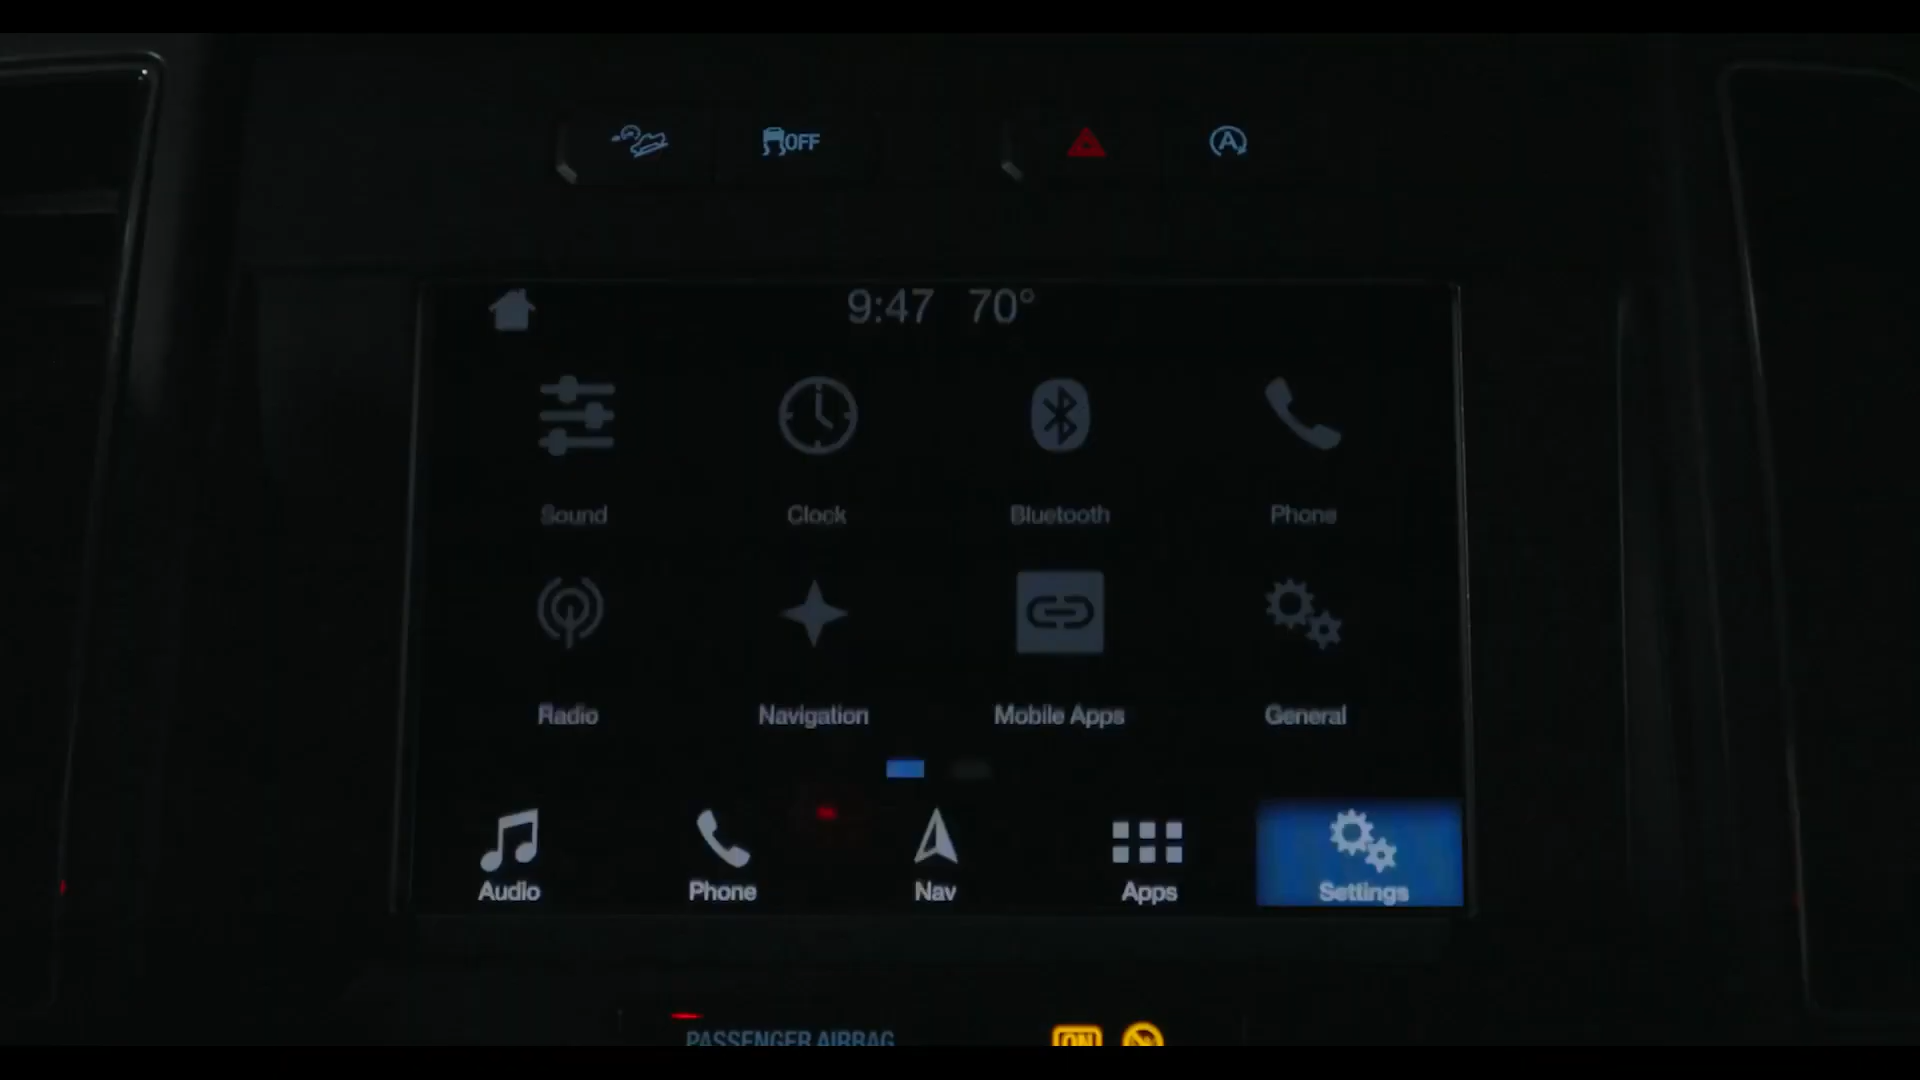 OFF
A
9:47 70°
Sound Clock Bluetooth Phone
Radio Navigation Mobile Apps General
Audio Phone Nav Apps Settings
PASSENGER AIRBAG ON